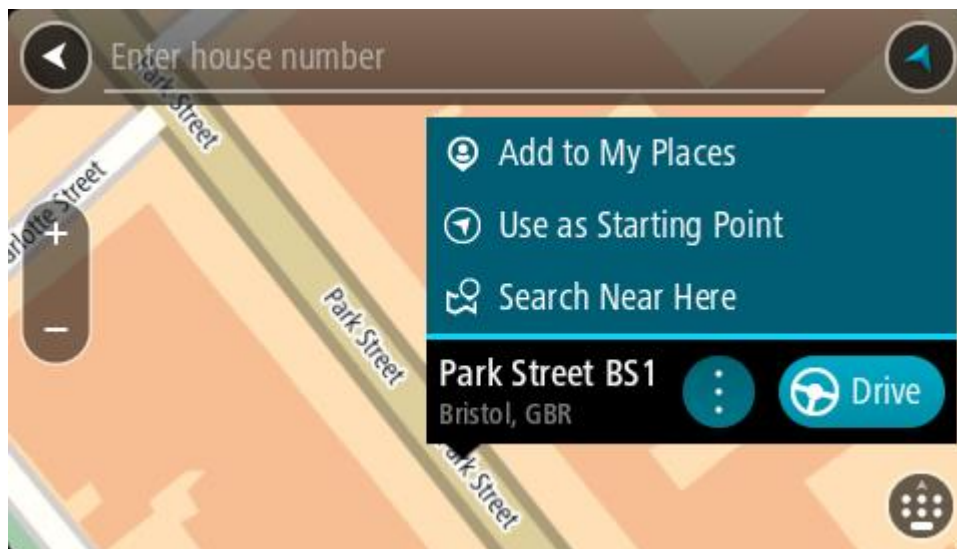 Enter house number
Park Street
arlotte Street
+
Add to My Places
Use as Starting Point
Search Near Here
−
Park Street
Park Street BS1
Bristol, GBR
Drive
Park Street